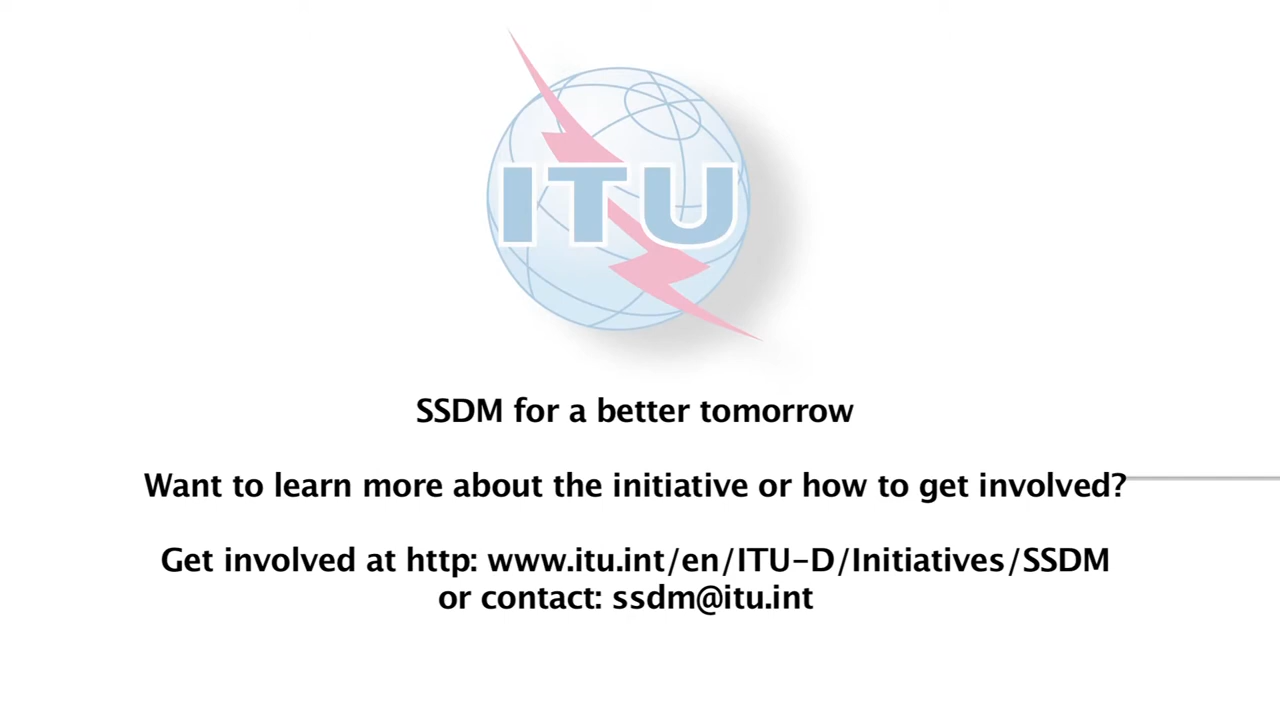 ITU
SSDM for a better tomorrow
Want to learn more about the initiative or how to get involved?
Get involved at http: www.itu.int/en/ITU-D/Initiatives/SSDM
or contact: ssdm@itu.int